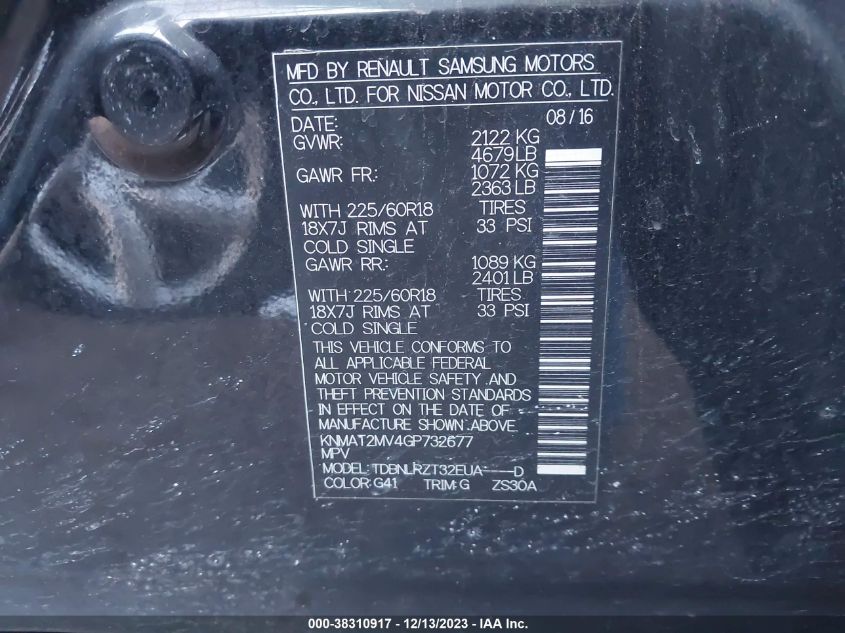 MFD BY RENAULT SAMSUNG MOTORS
CO., LTD. FOR NISSAN MOTOR CO., LTD.
DATE: 08/16
GVWR: 2122 KG
4679 LB
GAWR FR: 1072 KG
2363 LB
WITH 225/60R18 TIRES
18X7J RIMS AT 33 PSI
COLD SINGLE
GAWR RR: 1089 KG
2401 LB
WITH 225/60R18 TIRES
18X7J RIMS AT 33 PSI
COLD SINGLE
THIS VEHICLE CONFORMS TO
ALL APPLICABLE FEDERAL
MOTOR VEHICLE SAFETY AND
THEFT PREVENTION STANDARDS
IN EFFECT ON THE DATE OF
MANUFACTURE SHOWN ABOVE.
KNMAT2MV4GP732677
MPV
MODEL: TDBNLRZT32EUA----D
COLOR: G41 TRIM: G ZS30A
000-38310917 - 12/13/2023 - IAA Inc.